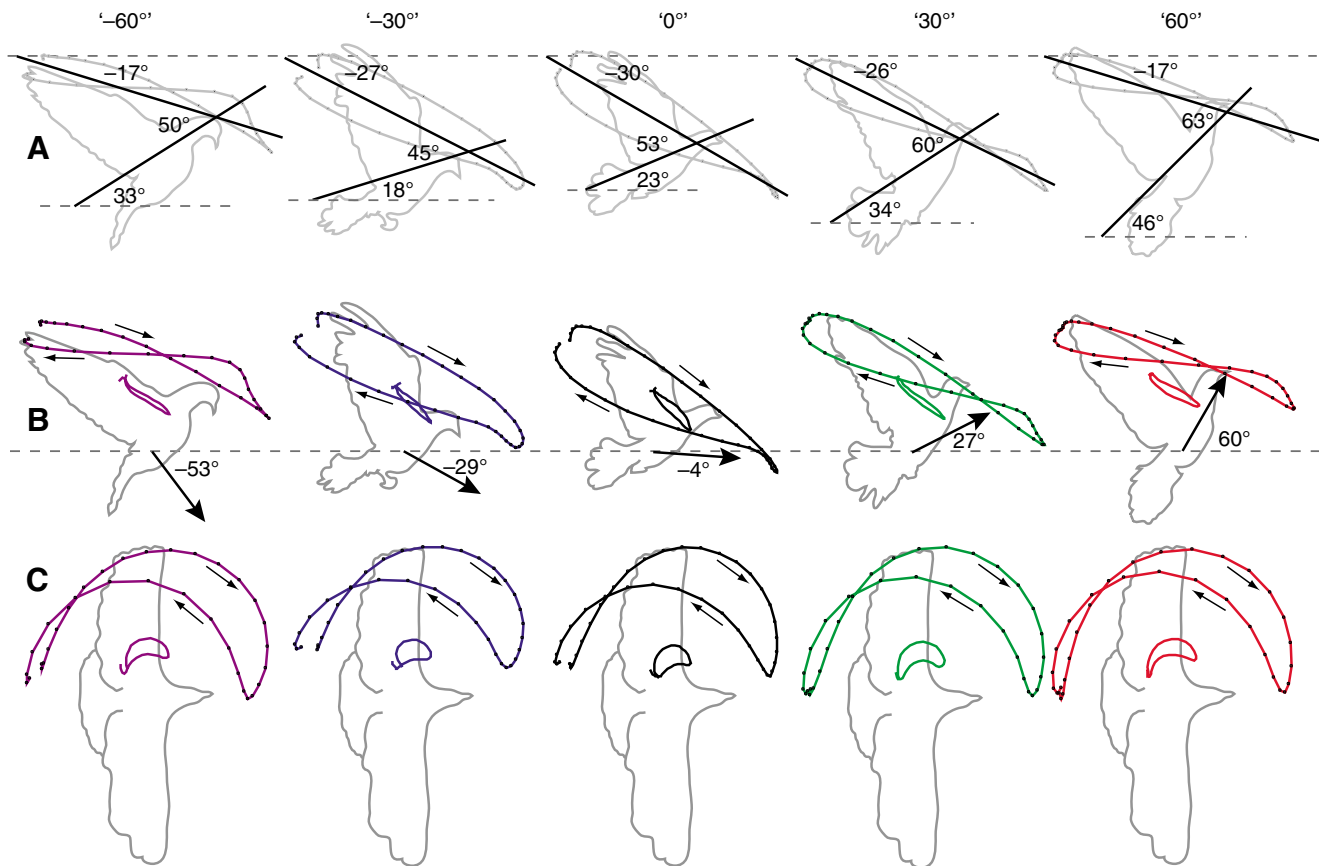 ‘–60°’ ‘–30°’ ‘0°’ ‘30°’ ‘60°’
–17° –27° –30° –26° –17°
A 50° 45° 53° 60° 63°
33° 18° 23° 34° 46°
B –53° –29° –4° 27° 60°
C